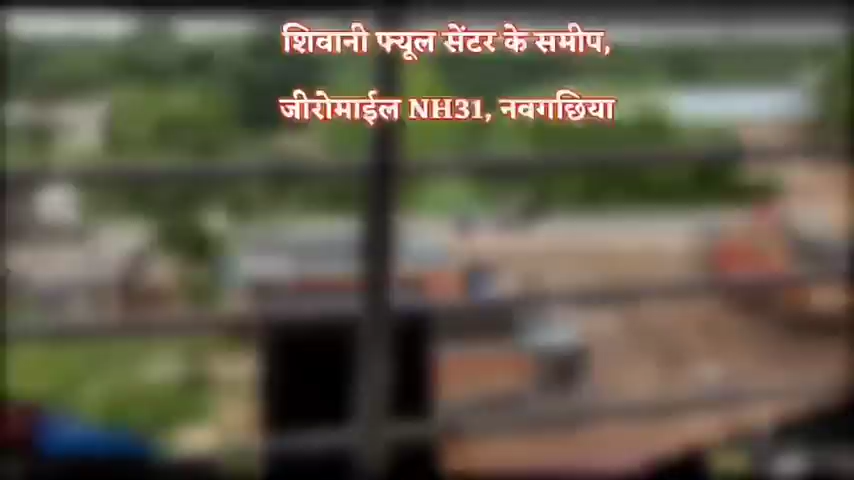 शिवानी फ्यूल सेंटर के समीप,
जीरोमाईल NH31, नवगछिया